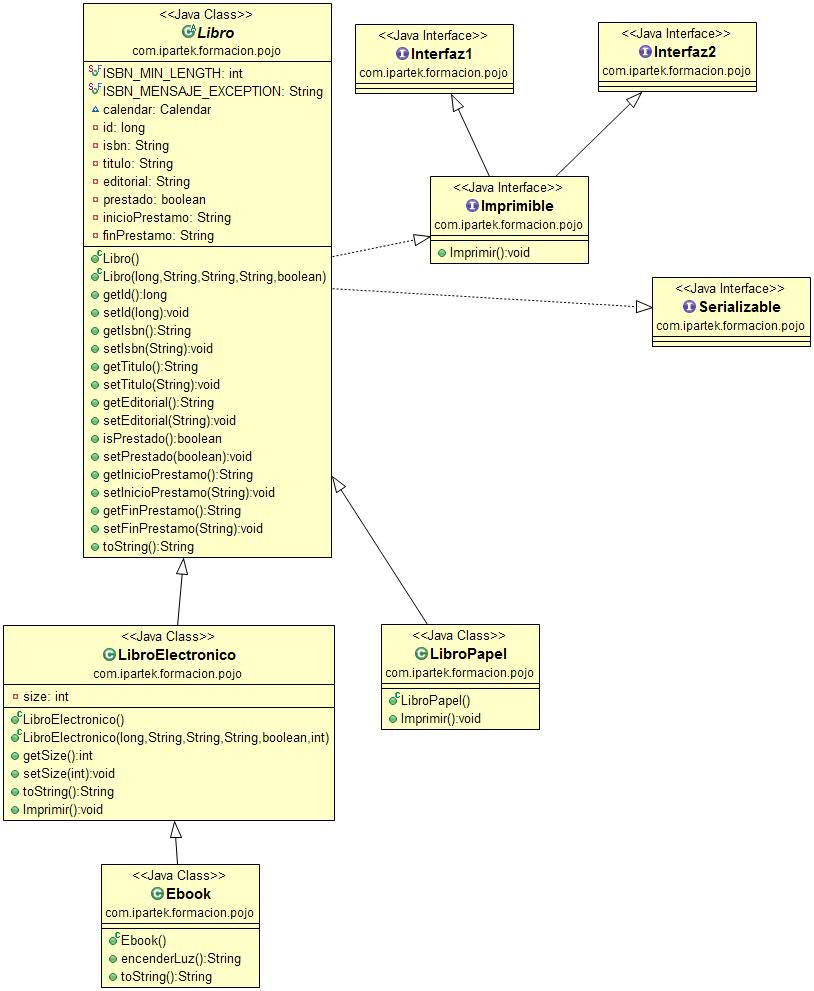 <<Java Class>>
Libro
com.ipartek.formacion.pojo
ISBN_MIN_LENGTH: int
ISBN_MENSAJE_EXCEPTION: String
calendar: Calendar
id: long
isbn: String
titulo: String
editorial: String
prestado: boolean
inicioPrestamo: String
finPrestamo: String
Libro()
Libro(long,String,String,String,boolean)
getId():long
setId(long):void
getIsbn():String
setIsbn(String):void
getTitulo():String
setTitulo(String):void
getEditorial():String
setEditorial(String):void
isPrestado():boolean
setPrestado(boolean):void
getInicioPrestamo():String
setInicioPrestamo(String):void
getFinPrestamo():String
setFinPrestamo(String):void
toString():String
<<Java Interface>>
Interfaz1
com.ipartek.formacion.pojo
<<Java Interface>>
Interfaz2
com.ipartek.formacion.pojo
<<Java Interface>>
Imprimible
com.ipartek.formacion.pojo
Imprimir():void
<<Java Interface>>
Serializable
com.ipartek.formacion.pojo
<<Java Class>>
LibroElectronico
com.ipartek.formacion.pojo
size: int
LibroElectronico()
LibroElectronico(long,String,String,String,boolean,int)
getSize():int
setSize(int):void
toString():String
Imprimir():void
<<Java Class>>
LibroPapel
com.ipartek.formacion.pojo
LibroPapel()
Imprimir():void
<<Java Class>>
Ebook
com.ipartek.formacion.pojo
Ebook()
encenderLuz():String
toString():String